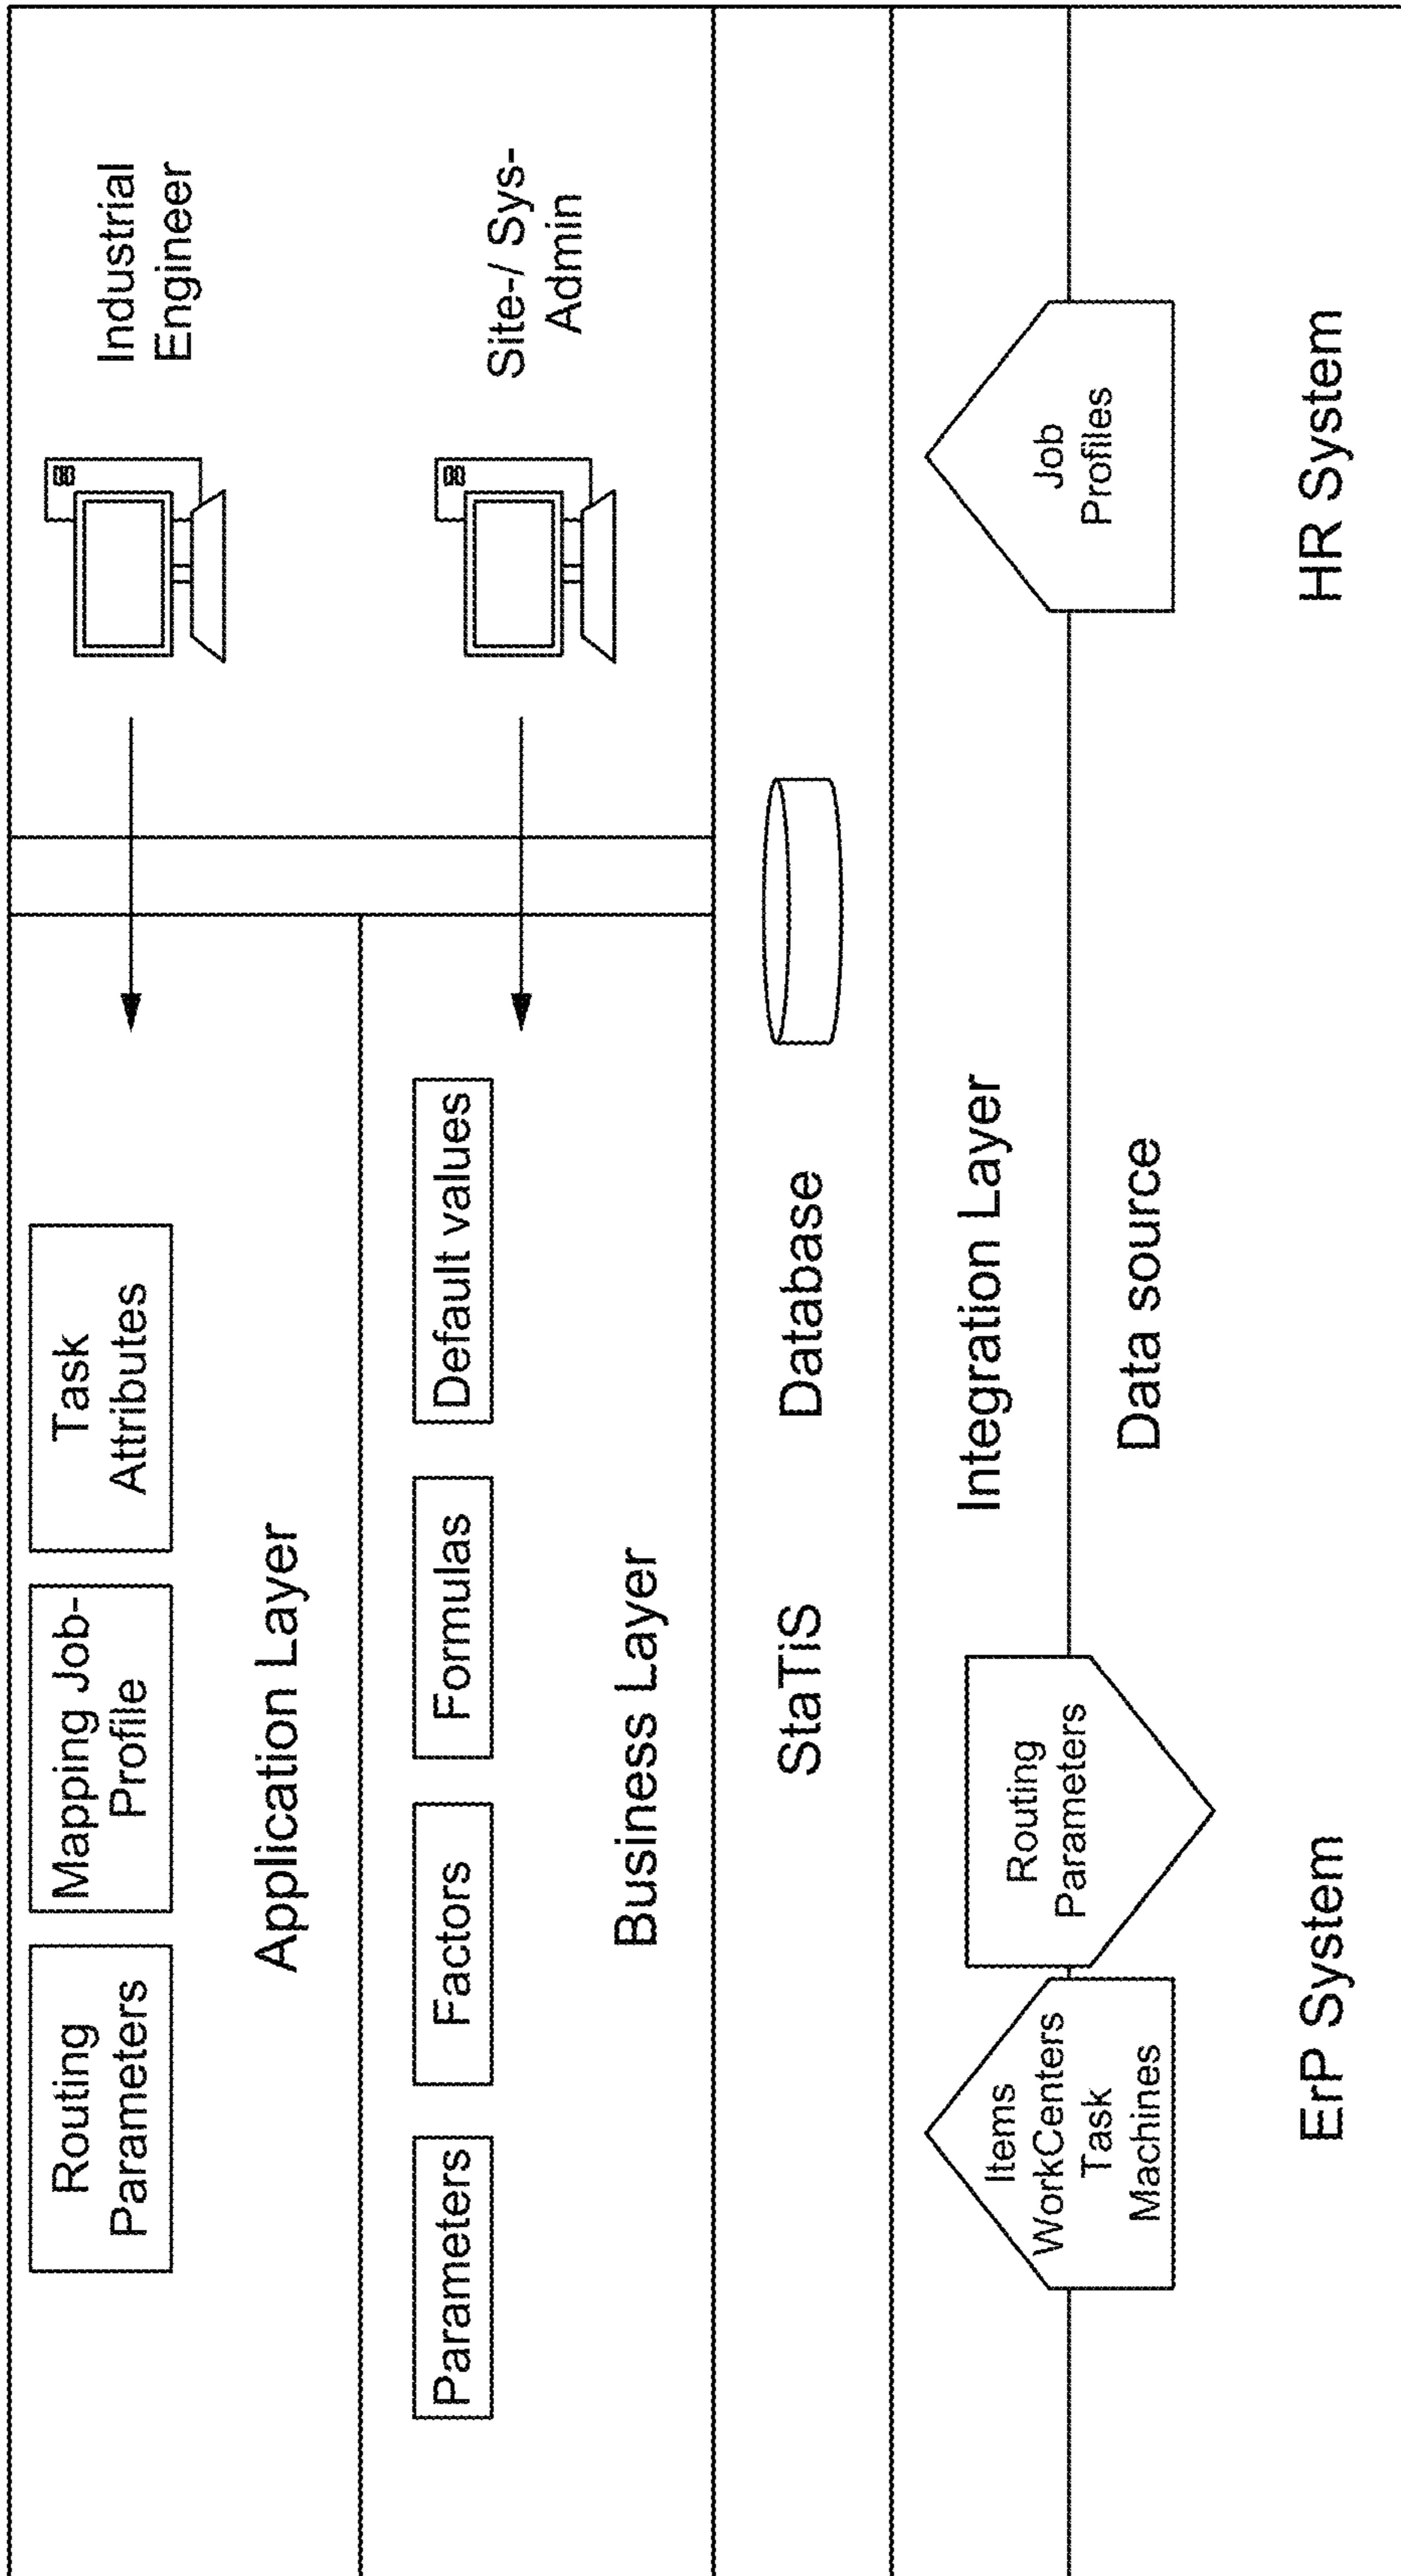 Routing
Parameters
Mapping Job-
Profile
Task
Attributes
Industrial
Engineer
Application Layer
Parameters
Factors
Formulas
Default values
Site-/ Sys-
Admin
Business Layer
StaTiS
Database
Integration Layer
Items
WorkCenters
Task
Machines
Routing
Parameters
Job
Profiles
Data source
ErP System
HR System